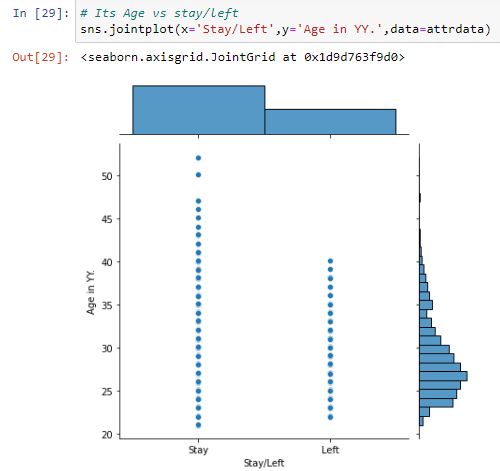 In [29]: # Its Age vs stay/left
sns.jointplot(x='Stay/Left',y='Age in YY.',data=attrdata)
Out[29]: <seaborn.axisgrid.JointGrid at 0x1d9d763f9d0>
50
45
40
35
30
25
20
Age in YY.
Stay Left
Stay/Left